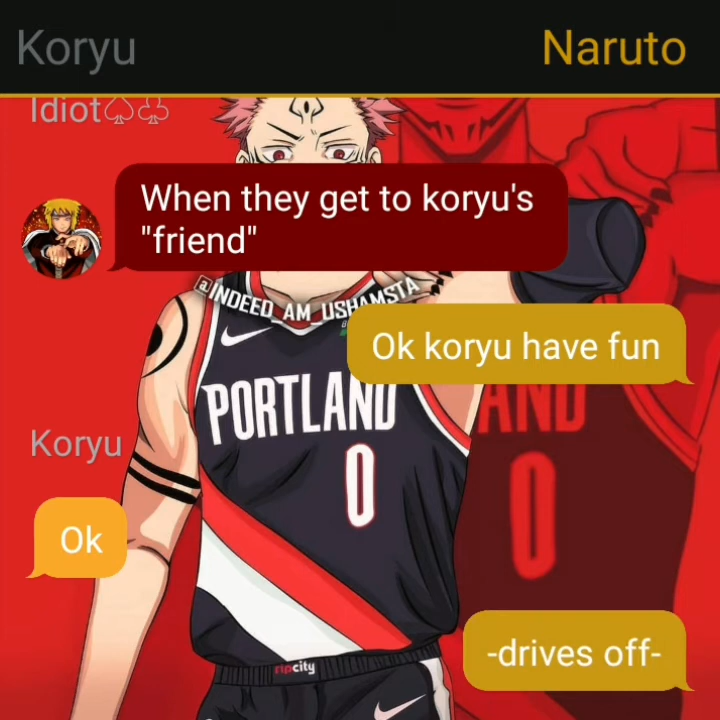 Koryu
Naruto
Idiot♤♧
When they get to koryu's
"friend"
@INDEED_AM_USHAMSTA
Ok koryu have fun
PORTLAND
AND
0
0
Koryu
Ok
-drives off-
ripcity